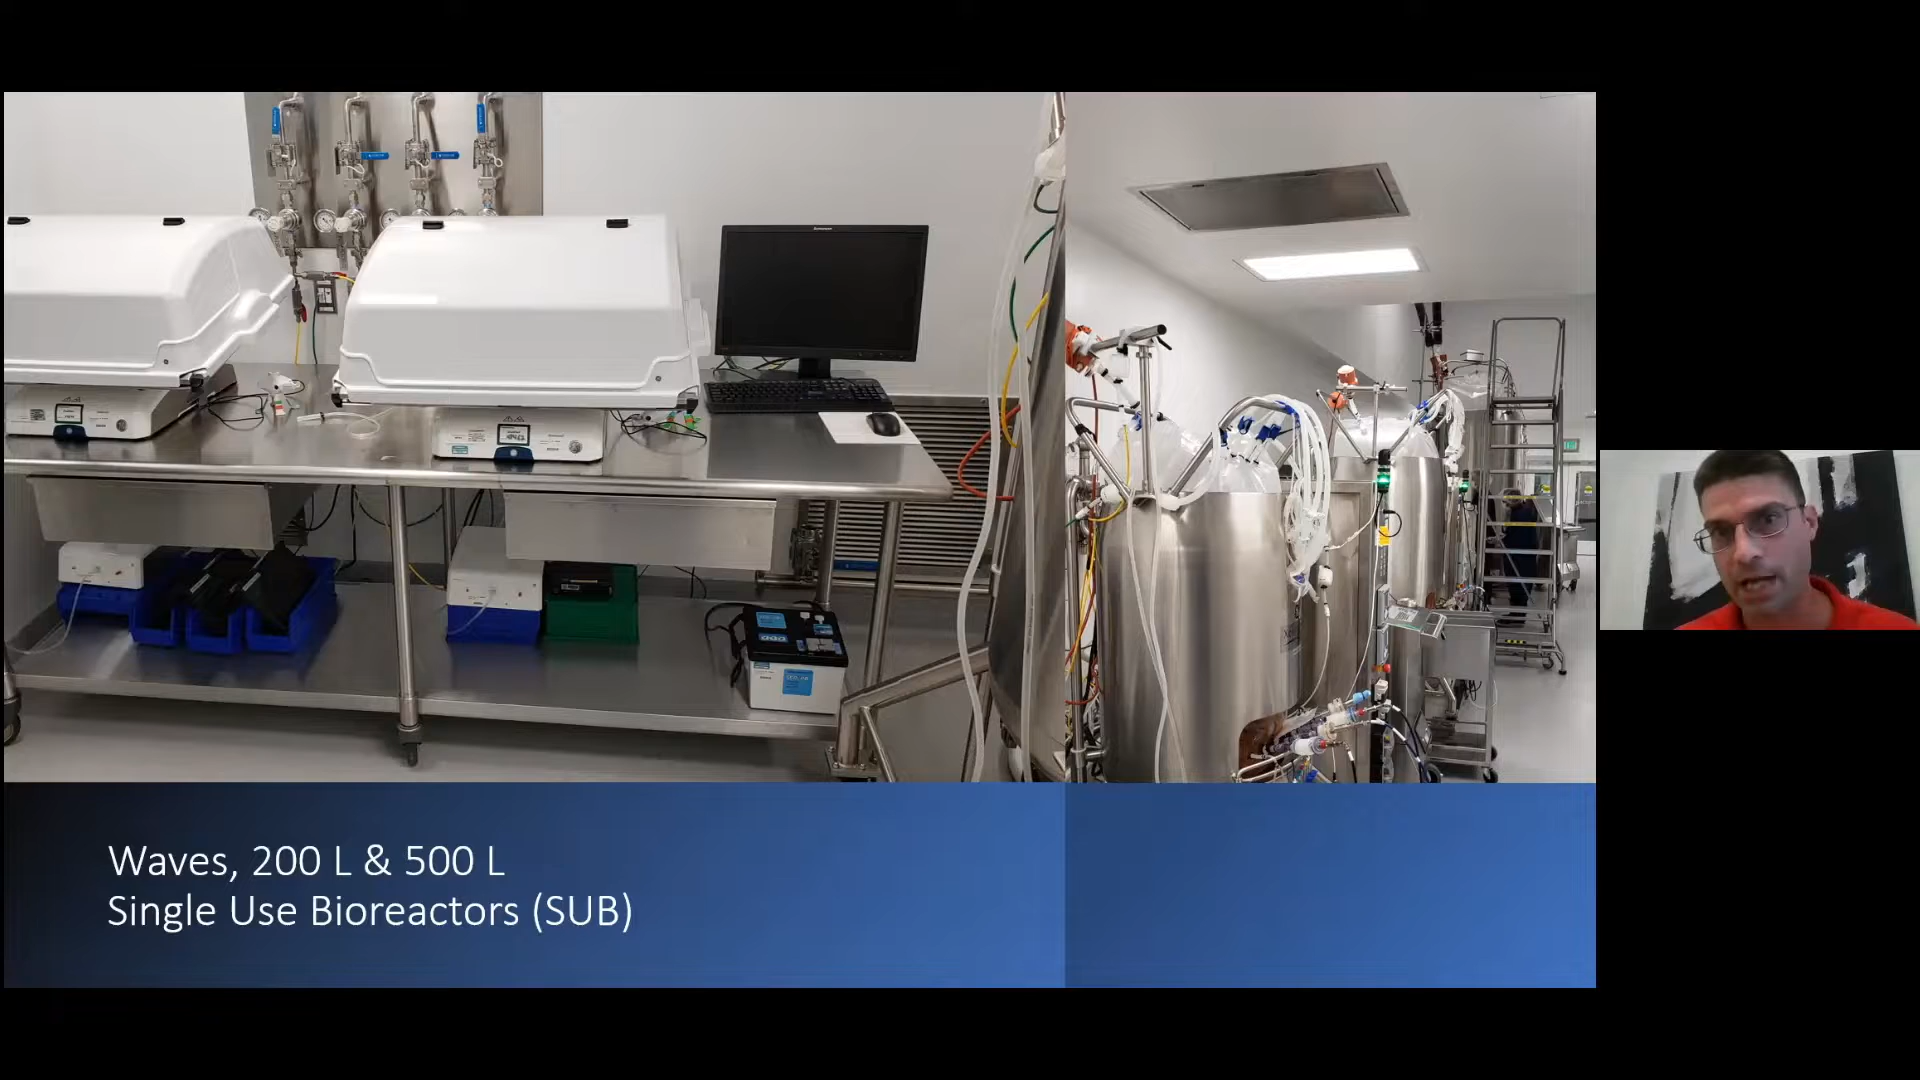 Waves, 200 L & 500 L
Single Use Bioreactors (SUB)